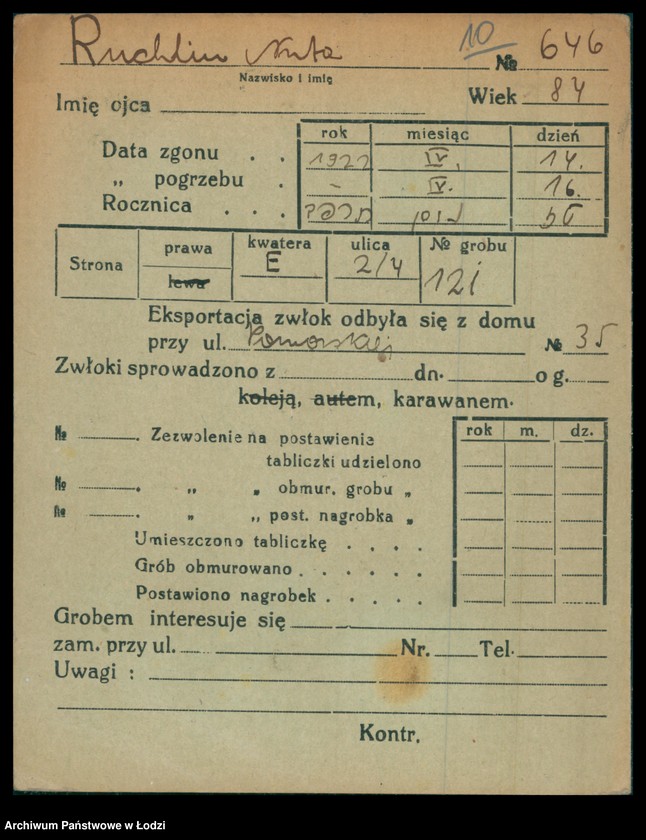 Ruchlin Nuta 10 № 646
Nazwisko i imię
Imię ojca Wiek 84
rok miesiąc dzień
Data zgonu . . 1922 IV. 14.
„ pogrzebu . - IV. 16.
Rocznica . . . ניסן
Strona prawa lewa kwatera E ulica 2/4 № grobu 12i
Eksportacja zwłok odbyła się z domu
przy ul. Pomorskiej № 35
Zwłoki sprowadzono z dn. o g.
koleją, autem, karawanem.
rok m. dz.
№ . Zezwolenie na postawienie
tabliczki udzielono
№ . „ „ obmur. grobu „
№ . „ „ post. nagrobka „
Umieszczono tabliczkę . . . .
Grób obmurowano . . . . . .
Postawiono nagrobek . . . . .
Grobem interesuje się
zam. przy ul. Nr. Tel.
Uwagi :
Kontr.
Archiwum Państwowe w Łodzi